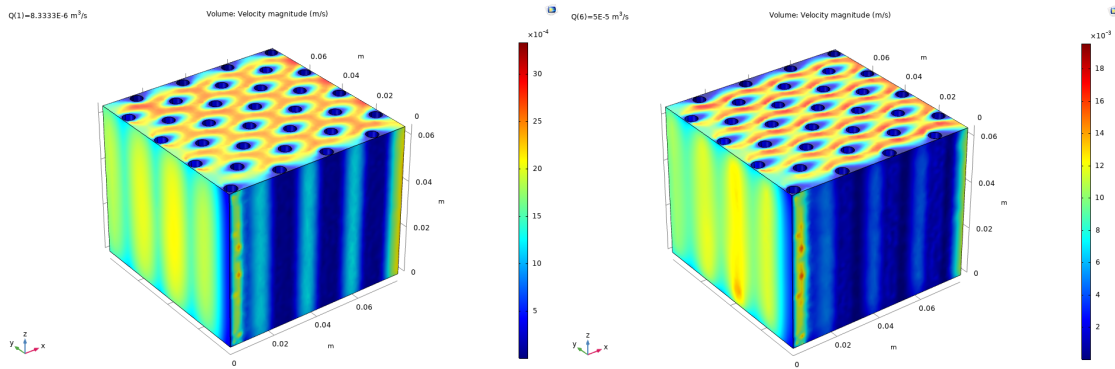 Q(1)=8.3333E-6 m³/s
Volume: Velocity magnitude (m/s)
×10⁻⁴
30
25
20
15
10
5
0.06
0.04
0.02
0
m
0.06
0.04
0.02
0
m
0.06
0.04
0.02
0
m
z
y
x
Q(6)=5E-5 m³/s
Volume: Velocity magnitude (m/s)
×10⁻³
18
16
14
12
10
8
6
4
2
0.06
0.04
0.02
0
m
0.06
0.04
0.02
0
m
0.06
0.04
0.02
0
m
z
y
x